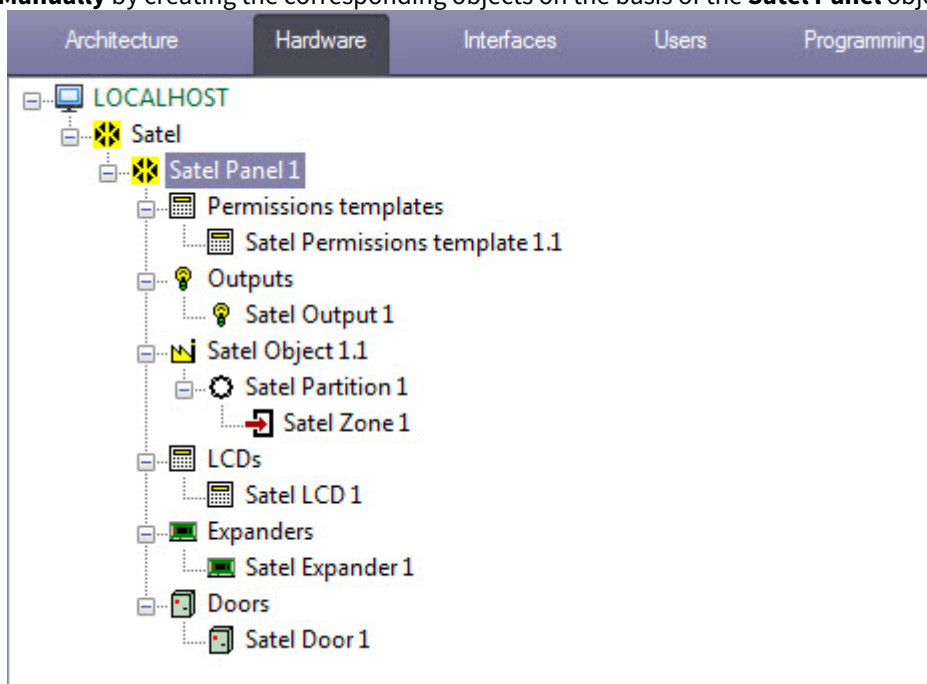 Manually by creating the corresponding objects on the basis of the Satel Panel obje
Architecture Hardware Interfaces Users Programming
LOCALHOST
Satel
Satel Panel 1
Permissions templates
Satel Permissions template 1.1
Outputs
Satel Output 1
Satel Object 1.1
Satel Partition 1
Satel Zone 1
LCDs
Satel LCD 1
Expanders
Satel Expander 1
Doors
Satel Door 1